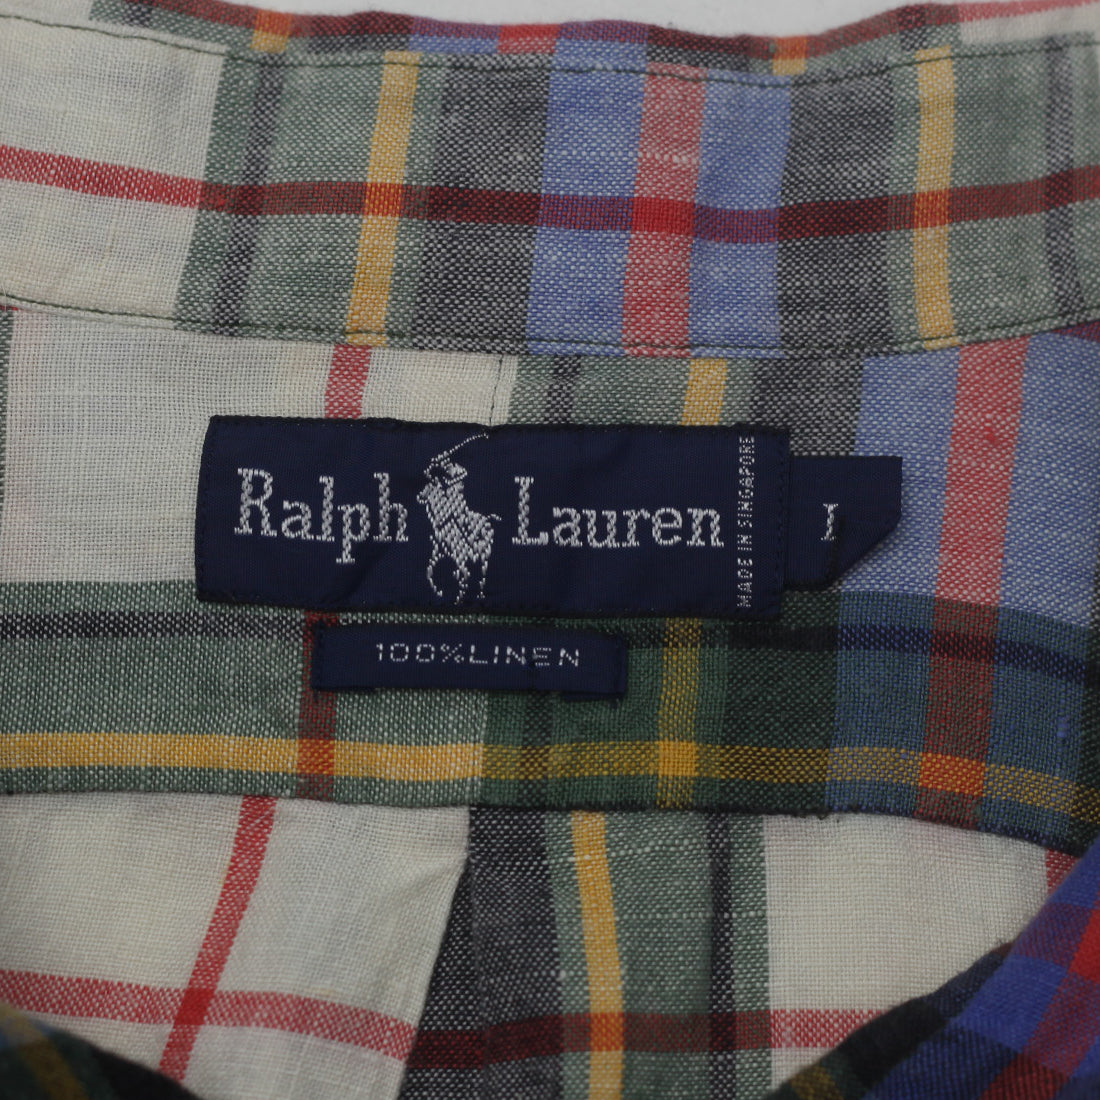 Ralph Lauren
MADE IN SINGAPORE
100% LINEN